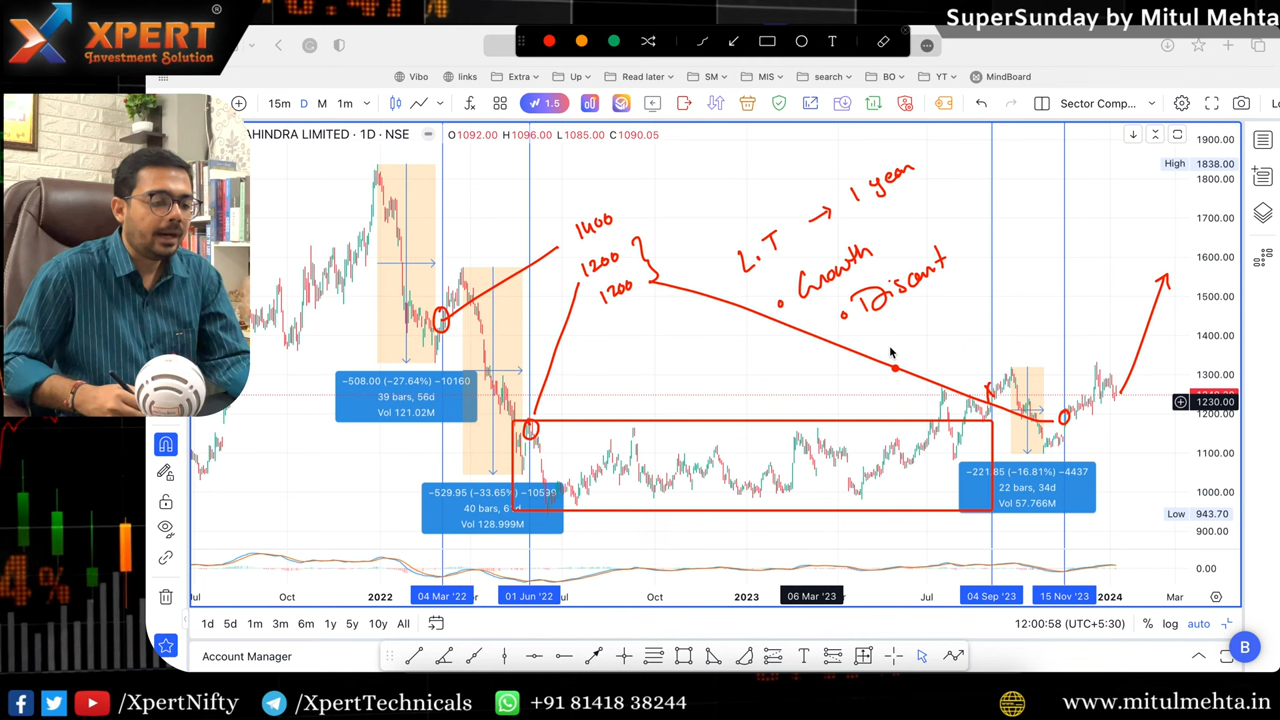 XPERT
Investment Solution
®
SuperSunday by Mitul Mehta
T
Vibo
links
Extra
Up
Read later
SM
MIS
search
BO
YT
MindBoard
15m
D
M
1m
1.5
Sector Comp...
AHINDRA LIMITED · 1D · NSE
O1092.00 H1096.00 L1085.00 C1090.05
1900.00
High 1838.00
1800.00
1700.00
1600.00
1500.00
1400.00
1300.00
1230.00
1200.00
1100.00
1000.00
Low 943.70
900.00
0.00
1400
1200
1200
L.T → 1 year
• Growth
• Discont
−508.00 (−27.64%) −10160
39 bars, 56d
Vol 121.02M
−529.95 (−33.65%) −10599
40 bars, 6
Vol 128.999M
−221.85 (−16.81%) −4437
22 bars, 34d
Vol 57.766M
4%
Jul
Oct
2022
04 Mar '22
01 Jun '22
Oct
2023
06 Mar '23
Jul
04 Sep '23
15 Nov '23
2024
Mar
1d
5d
1m
3m
6m
1y
5y
10y
All
12:00:58 (UTC+5:30)
%
log
auto
Account Manager
T
B
/XpertNifty
/XpertTechnicals
+91 81418 38244
www.mitulmehta.in